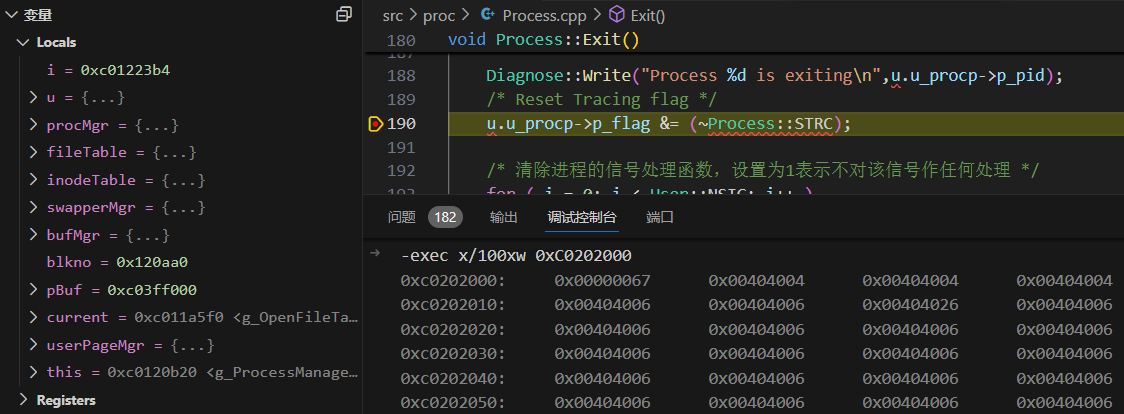 变量
Locals
i = 0xc01223b4
u = {...}
procMgr = {...}
fileTable = {...}
inodeTable = {...}
swapperMgr = {...}
bufMgr = {...}
blkno = 0x120aa0
pBuf = 0xc03ff000
current = 0xc011a5f0 <g_OpenFileTa…
userPageMgr = {...}
this = 0xc0120b20 <g_ProcessManage…
Registers
src > proc > Process.cpp > Exit()
180 void Process::Exit()
187
188 Diagnose::Write("Process %d is exiting\n",u.u_procp->p_pid);
189 /* Reset Tracing flag */
190 u.u_procp->p_flag &= (~Process::STRC);
191
192 /* 清除进程的信号处理函数，设置为1表示不对该信号作任何处理 */
193 for ( i = 0; i < User::NSIG; i++ )
问题 182 输出 调试控制台 端口
→ -exec x/100xw 0xC0202000
0xc0202000: 0x00000067 0x00404004 0x00404004 0x00404004
0xc0202010: 0x00404006 0x00404006 0x00404026 0x00404006
0xc0202020: 0x00404006 0x00404006 0x00404006 0x00404006
0xc0202030: 0x00404006 0x00404006 0x00404006 0x00404006
0xc0202040: 0x00404006 0x00404006 0x00404006 0x00404006
0xc0202050: 0x00404006 0x00404006 0x00404006 0x00404006